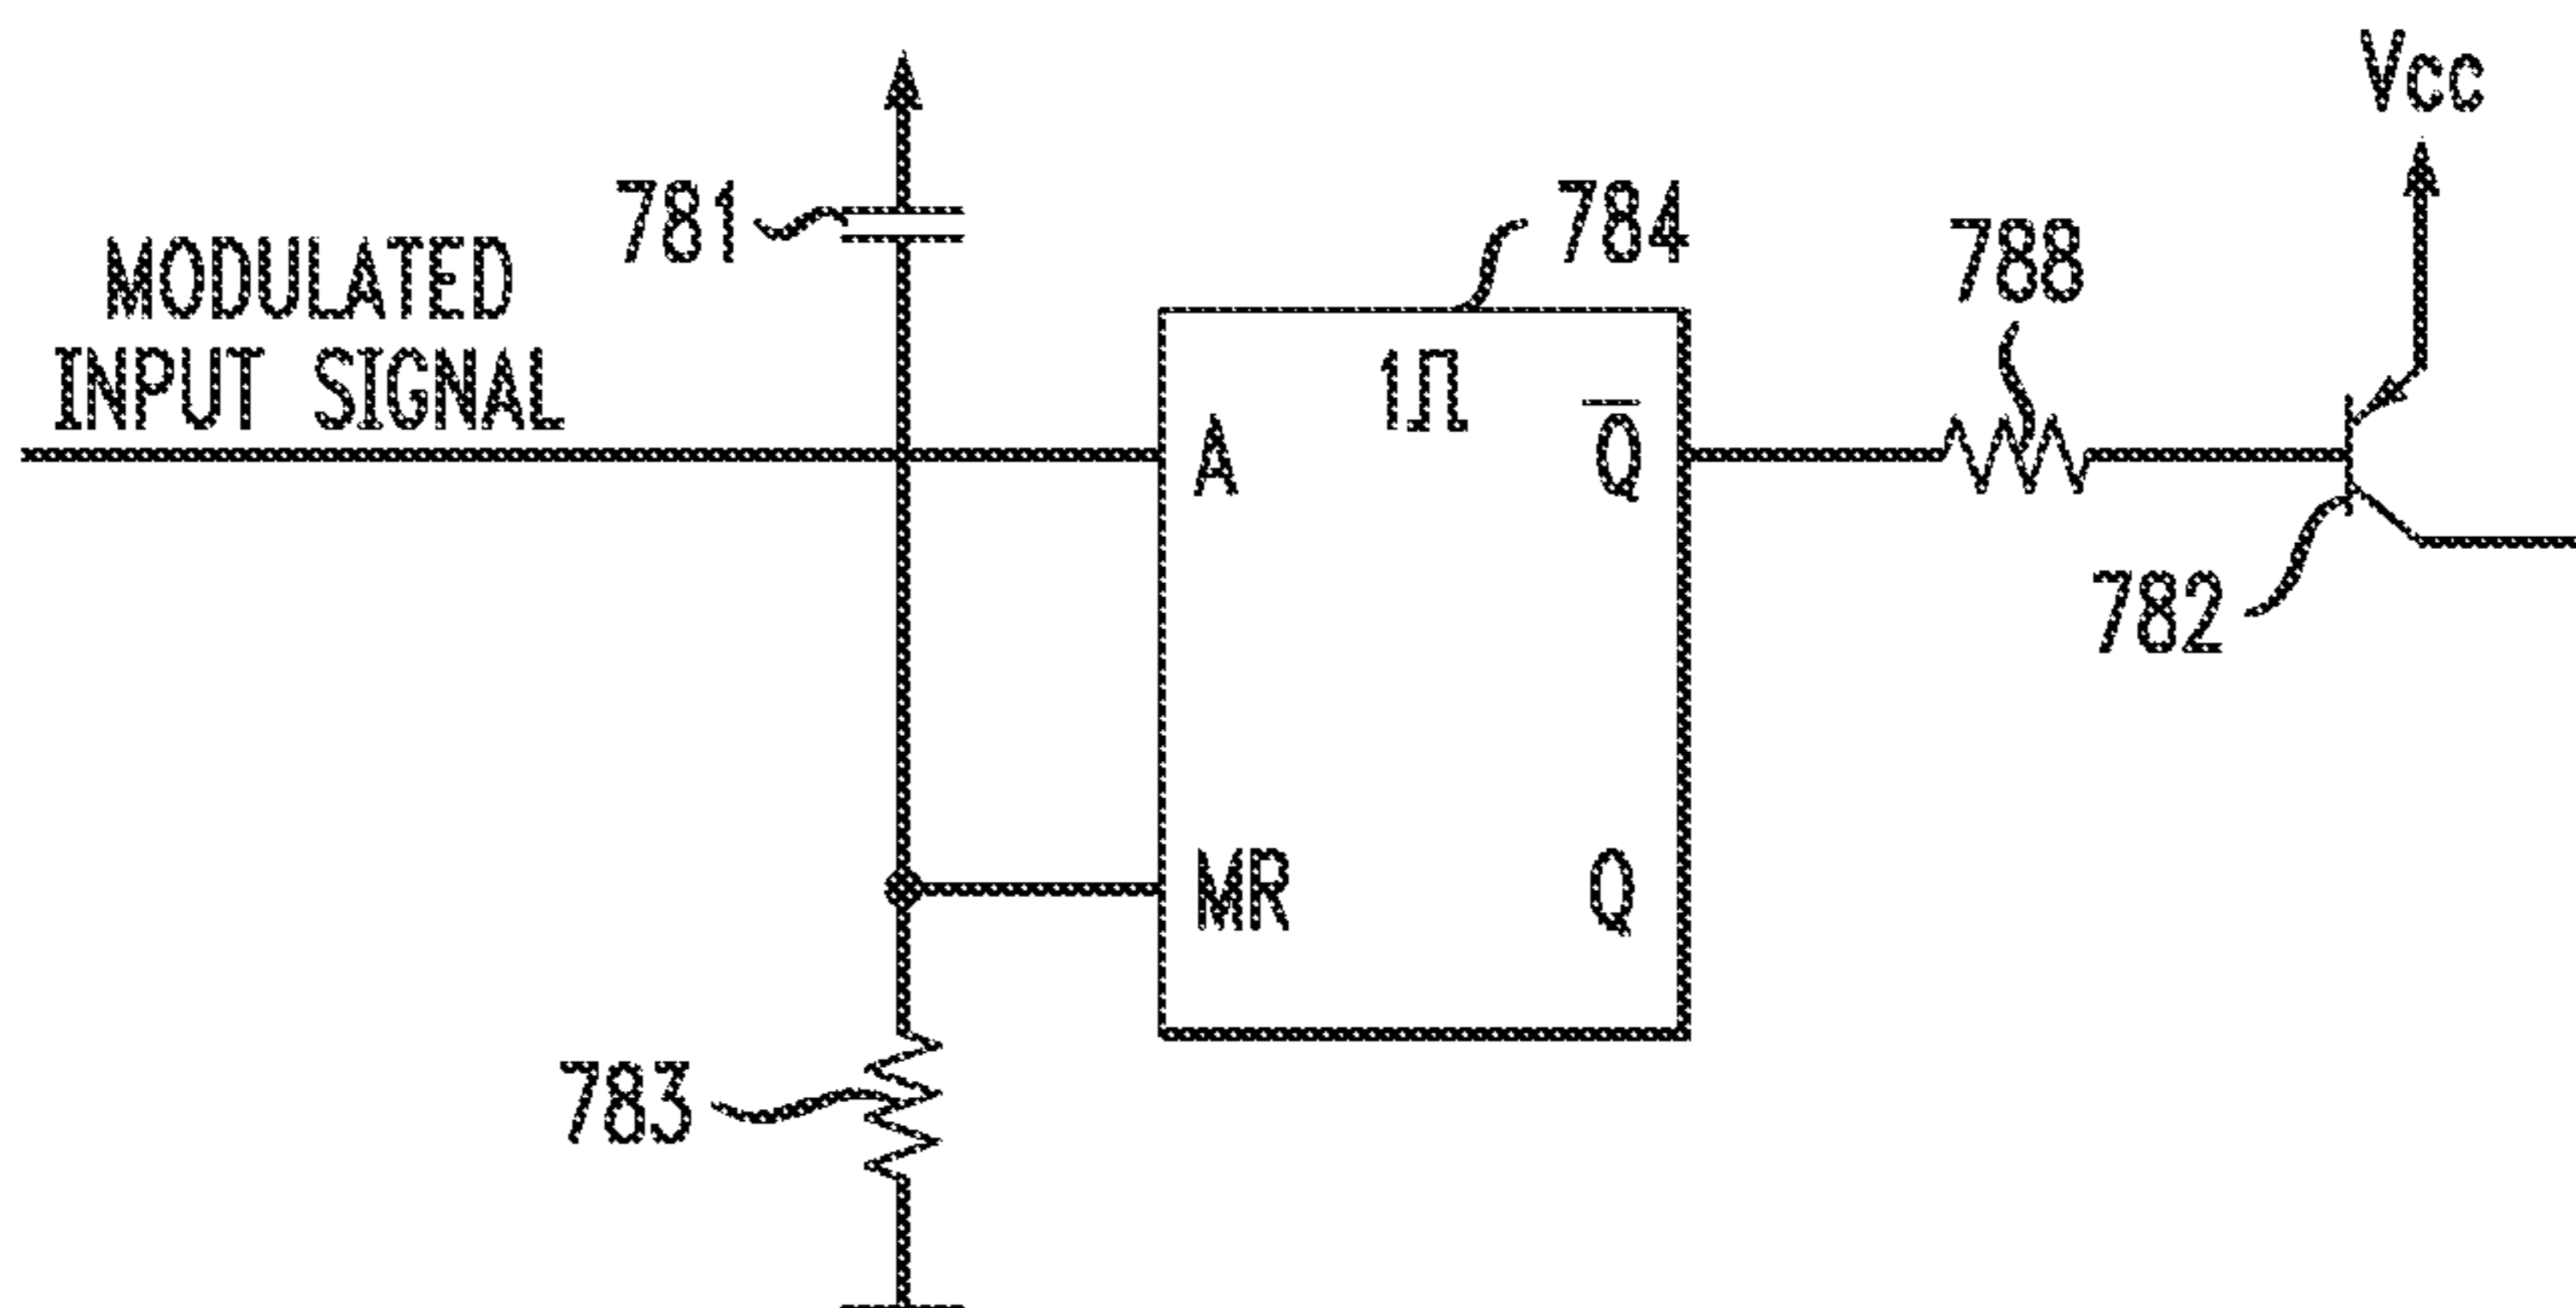 Vcc
781
784
788
MODULATED
INPUT SIGNAL
1⎍
A
Q̅
782
MR
Q
783